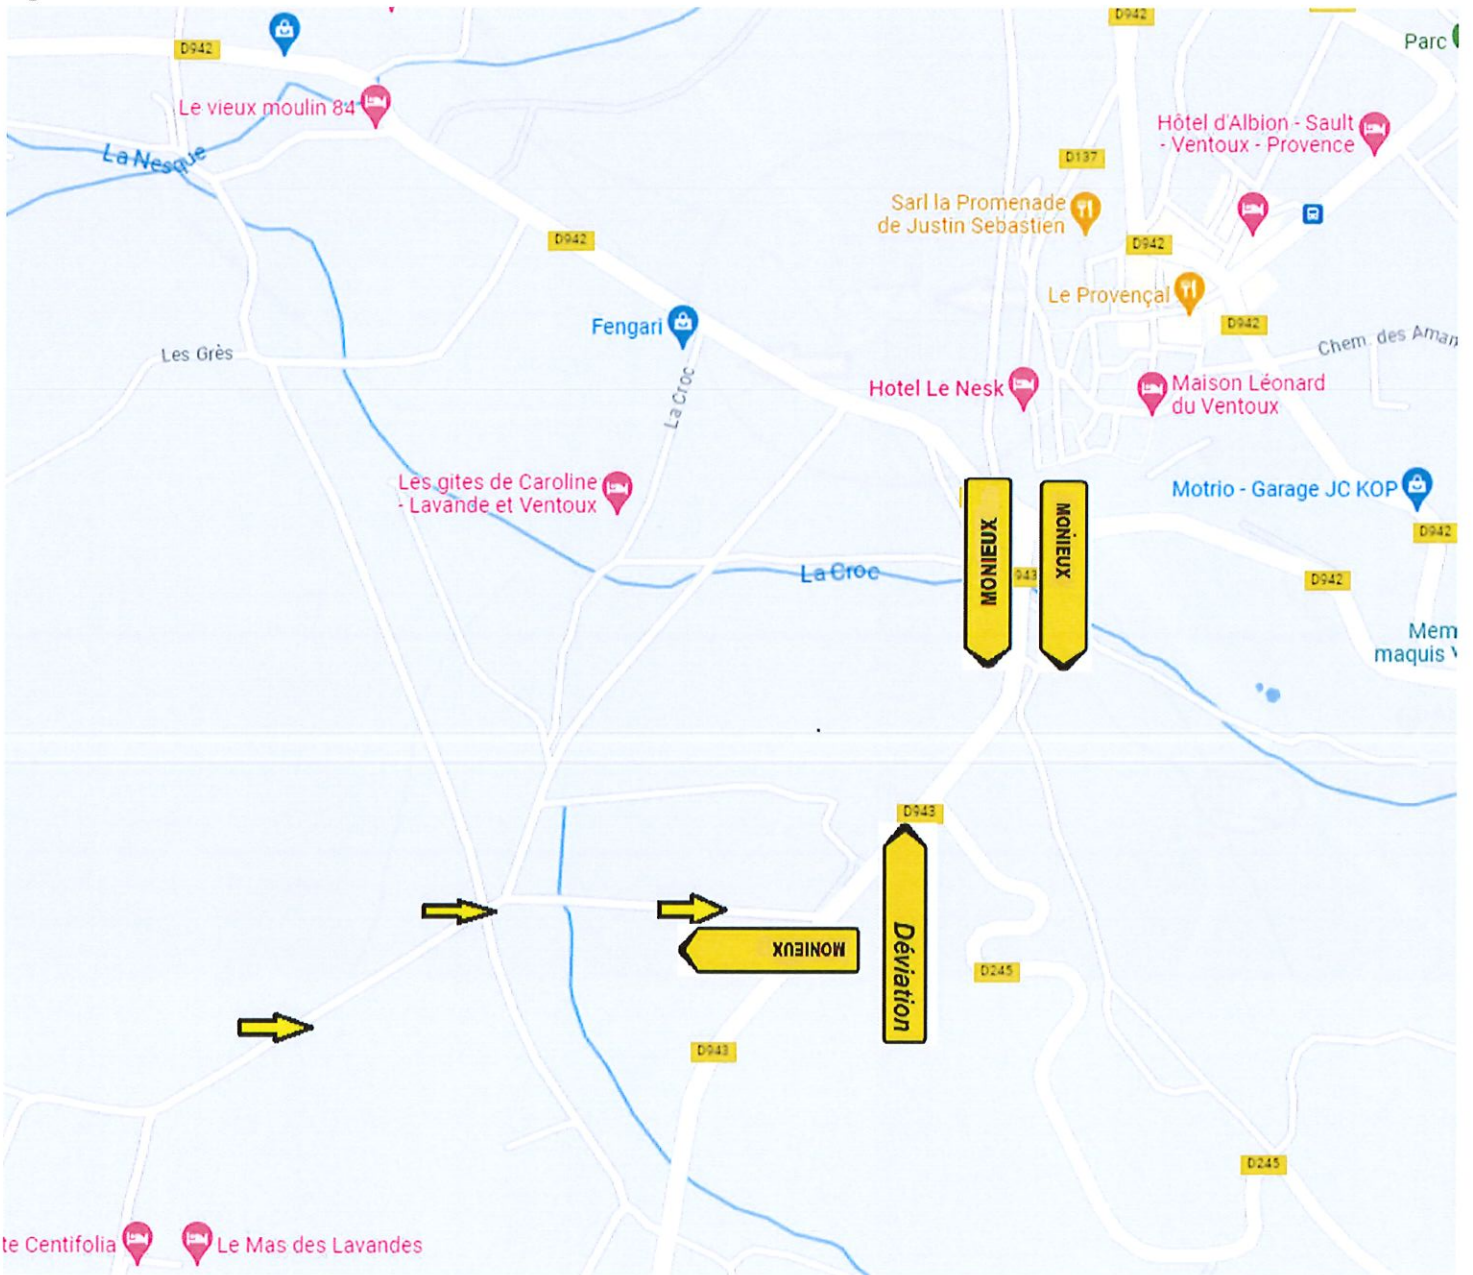 D942
D942
Parc
Le vieux moulin 84
Hôtel d'Albion - Sault
- Ventoux - Provence
La Nesque
D137
Sarl la Promenade
de Justin Sebastien
D942
D942
Le Provençal
Fengari
D942
Chem. des Aman
Les Grès
La Croc
Hotel Le Nesk
Maison Léonard
du Ventoux
Les gites de Caroline
- Lavande et Ventoux
Motrio - Garage JC KOP
MONIEUX
MONIEUX
D942
La Croc
943
D942
Mem
maquis V
D943
MONIEUX
Déviation
D245
D943
D245
te Centifolia
Le Mas des Lavandes